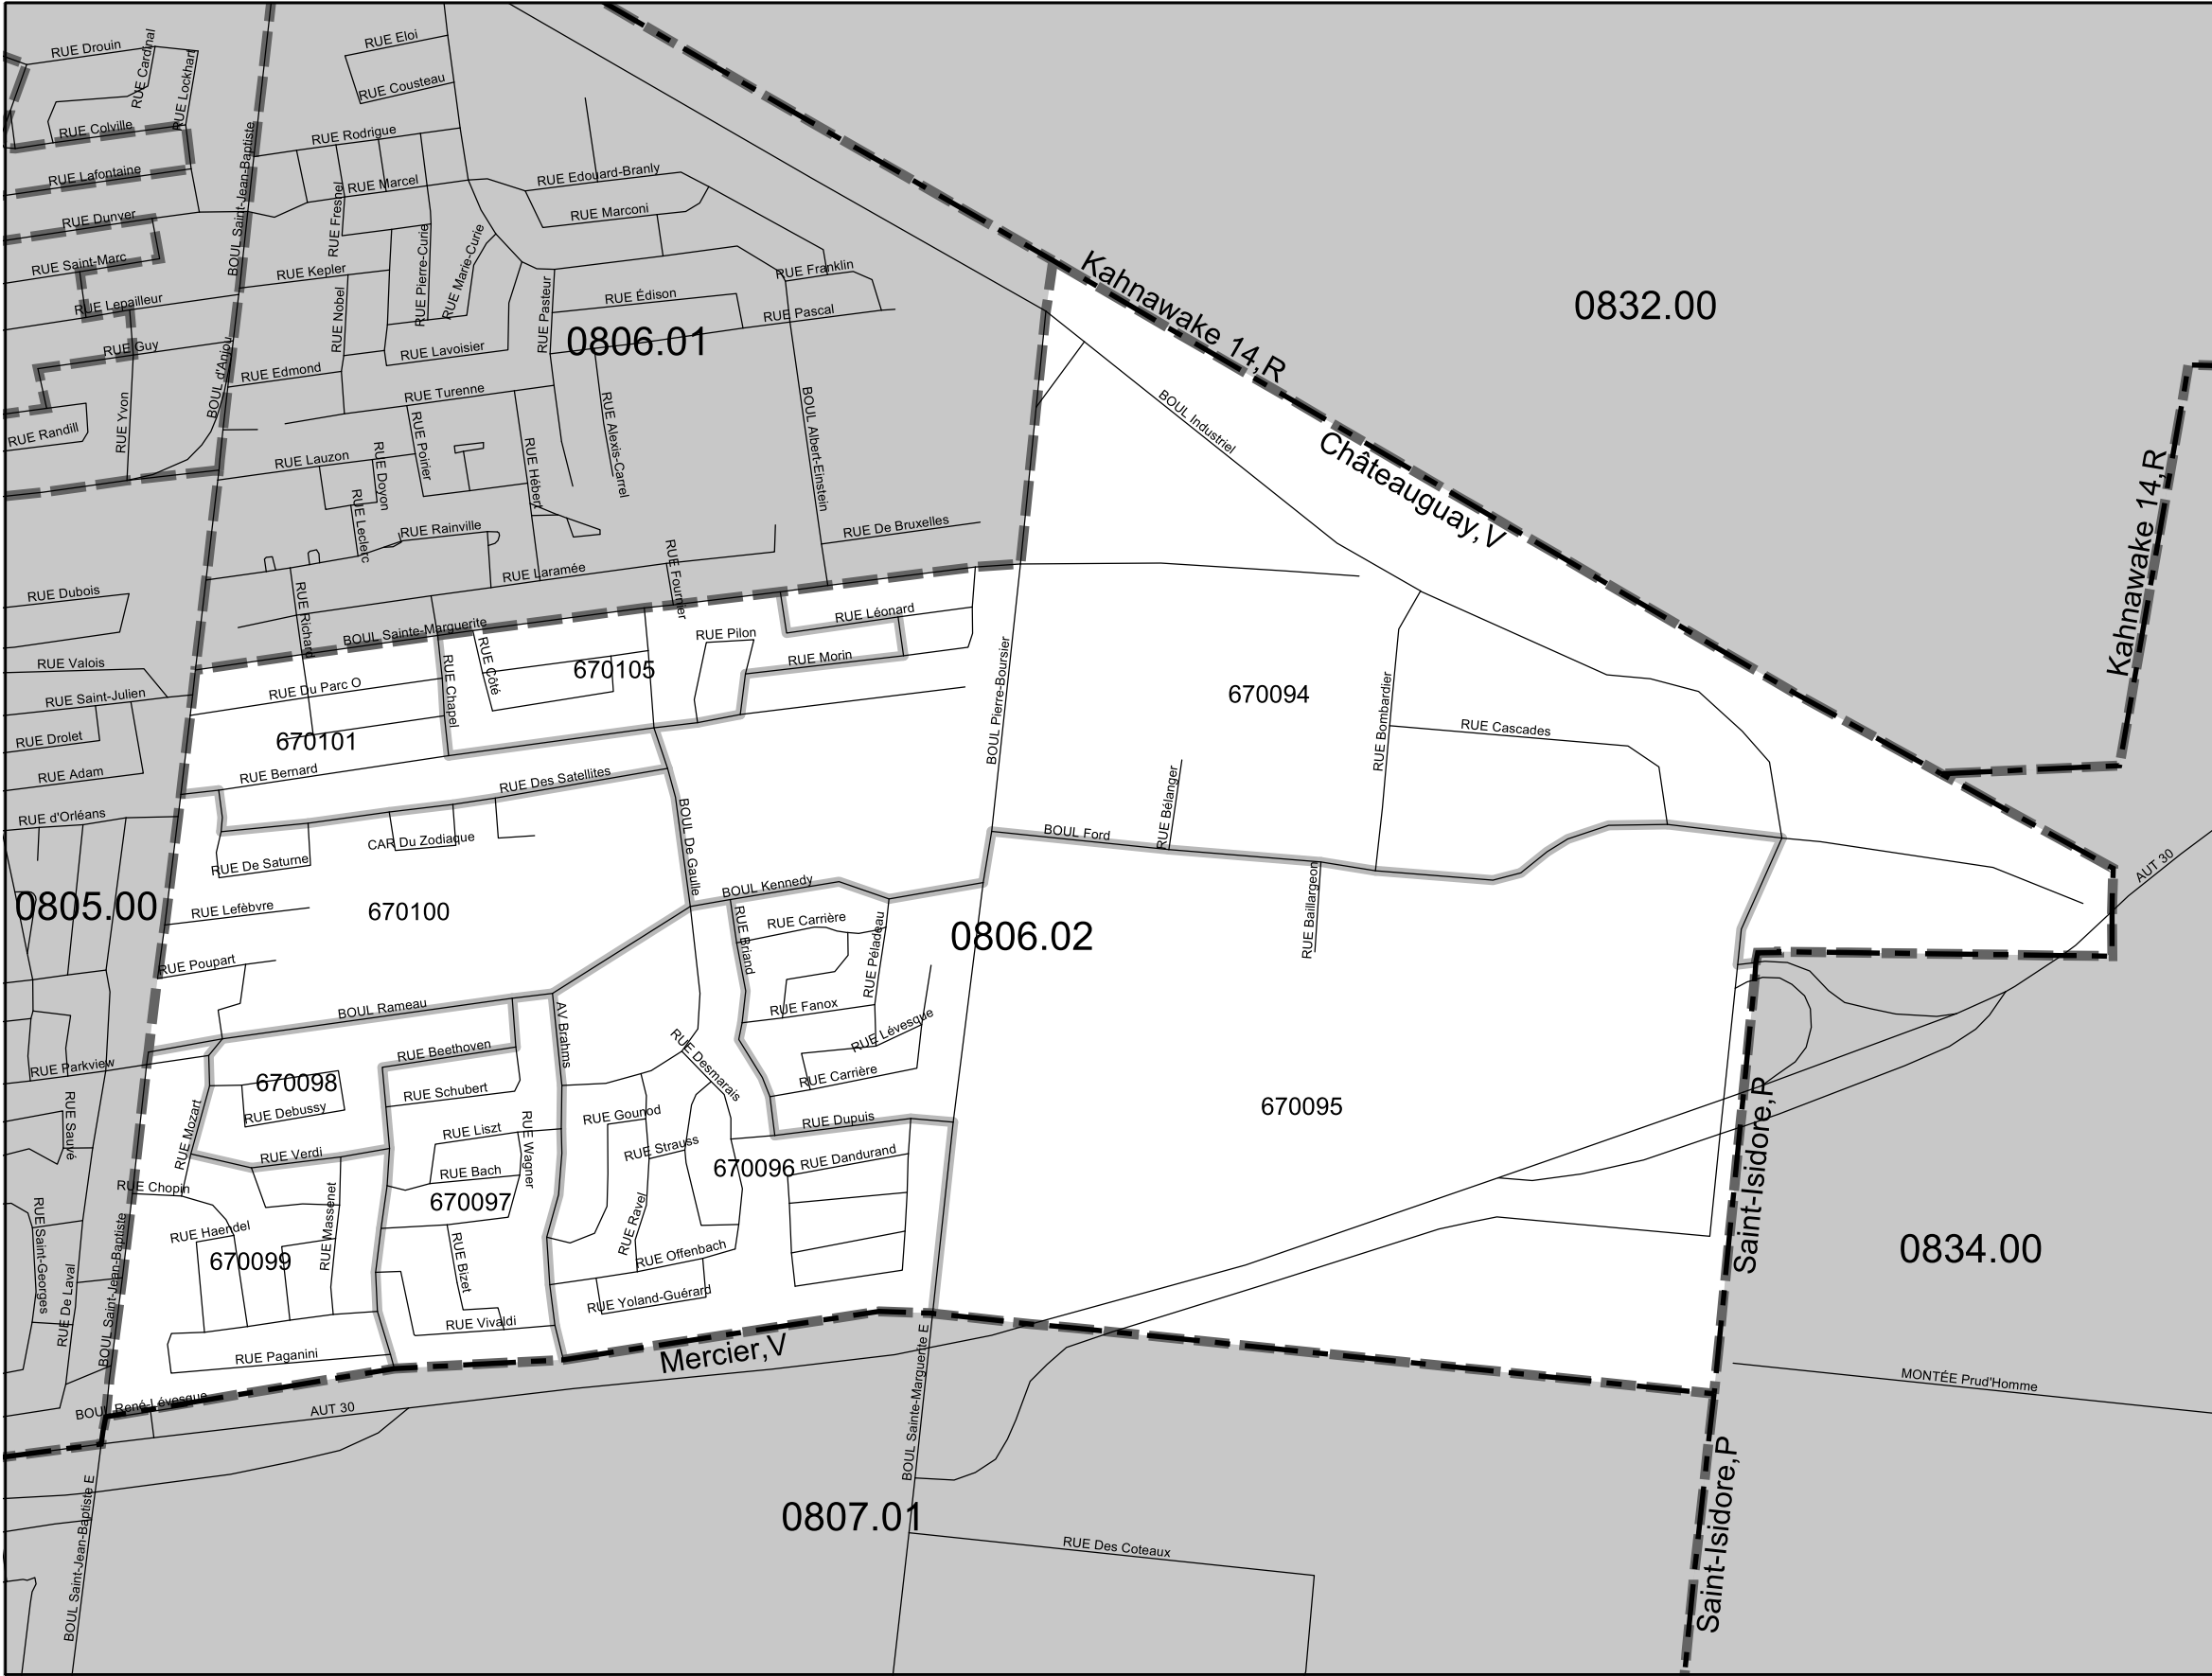 RUE Drouin
RUE Cardinal
RUE Lockhart
RUE Eloi
RUE Cousteau
RUE Colville
RUE Rodrigue
RUE Lafontaine
RUE Marcel
RUE Edouard-Branly
RUE Marconi
RUE Dunver
RUE Fresnel
BOUL Saint-Jean-Baptiste
RUE Pierre-Curie
RUE Marie-Curie
RUE Saint-Marc
RUE Kepler
RUE Franklin
Kahnawake 14,R
0832.00
RUE Lepailleur
RUE Nobel
RUE Pasteur
RUE Édison
RUE Pascal
0806.01
RUE Guy
RUE Lavoisier
RUE Edmond
BOUL d'Anjou
RUE Turenne
RUE Yvon
RUE Randill
RUE Poirier
RUE Alexis-Carrel
BOUL Albert-Einstein
BOUL Industriel
Châteauguay,V
RUE Lauzon
RUE Doyon
RUE Hébert
RUE Leclerc
RUE Rainville
RUE De Bruxelles
Kahnawake 14,R
RUE Laramée
RUE Fournier
RUE Dubois
RUE Richard
BOUL Sainte-Marguerite
RUE Léonard
RUE Pilon
RUE Morin
RUE Côté
RUE Chapel
670105
RUE Valois
RUE Saint-Julien
RUE Du Parc O
670094
BOUL Pierre-Boursier
RUE Bombardier
RUE Cascades
RUE Drolet
670101
RUE Adam
RUE Bernard
RUE Des Satellites
RUE d'Orléans
CAR Du Zodiaque
RUE De Saturne
BOUL De Gaulle
BOUL Ford
RUE Bélanger
RUE Baillargeon
AUT 30
0805.00
RUE Lefèbvre
670100
BOUL Kennedy
RUE Briand
RUE Carrière
RUE Péladeau
0806.02
RUE Poupart
BOUL Rameau
AV Brahms
RUE Fanox
RUE Lévesque
RUE Desmarais
RUE Parkview
RUE Beethoven
670098
RUE Schubert
RUE Debussy
RUE Carrière
RUE Sauvé
RUE Mozart
RUE Gounod
RUE Dupuis
670095
Saint-Isidore,P
RUE Liszt
RUE Wagner
RUE Strauss
RUE Verdi
RUE Bach
670096
RUE Dandurand
RUE Chopin
670097
RUE Massenet
RUE Ravel
RUE Haendel
RUE Saint-Georges
670099
RUE Bizet
RUE Offenbach
0834.00
RUE De Laval
BOUL Saint-Jean-Baptiste
RUE Yoland-Guérard
RUE Vivaldi
RUE Paganini
Mercier,V
MONTÉE Prud'Homme
BOUL René-Lévesque
AUT 30
BOUL Sainte-Marguerite E
BOUL Saint-Jean-Baptiste E
0807.01
RUE Des Coteaux
Saint-Isidore,P